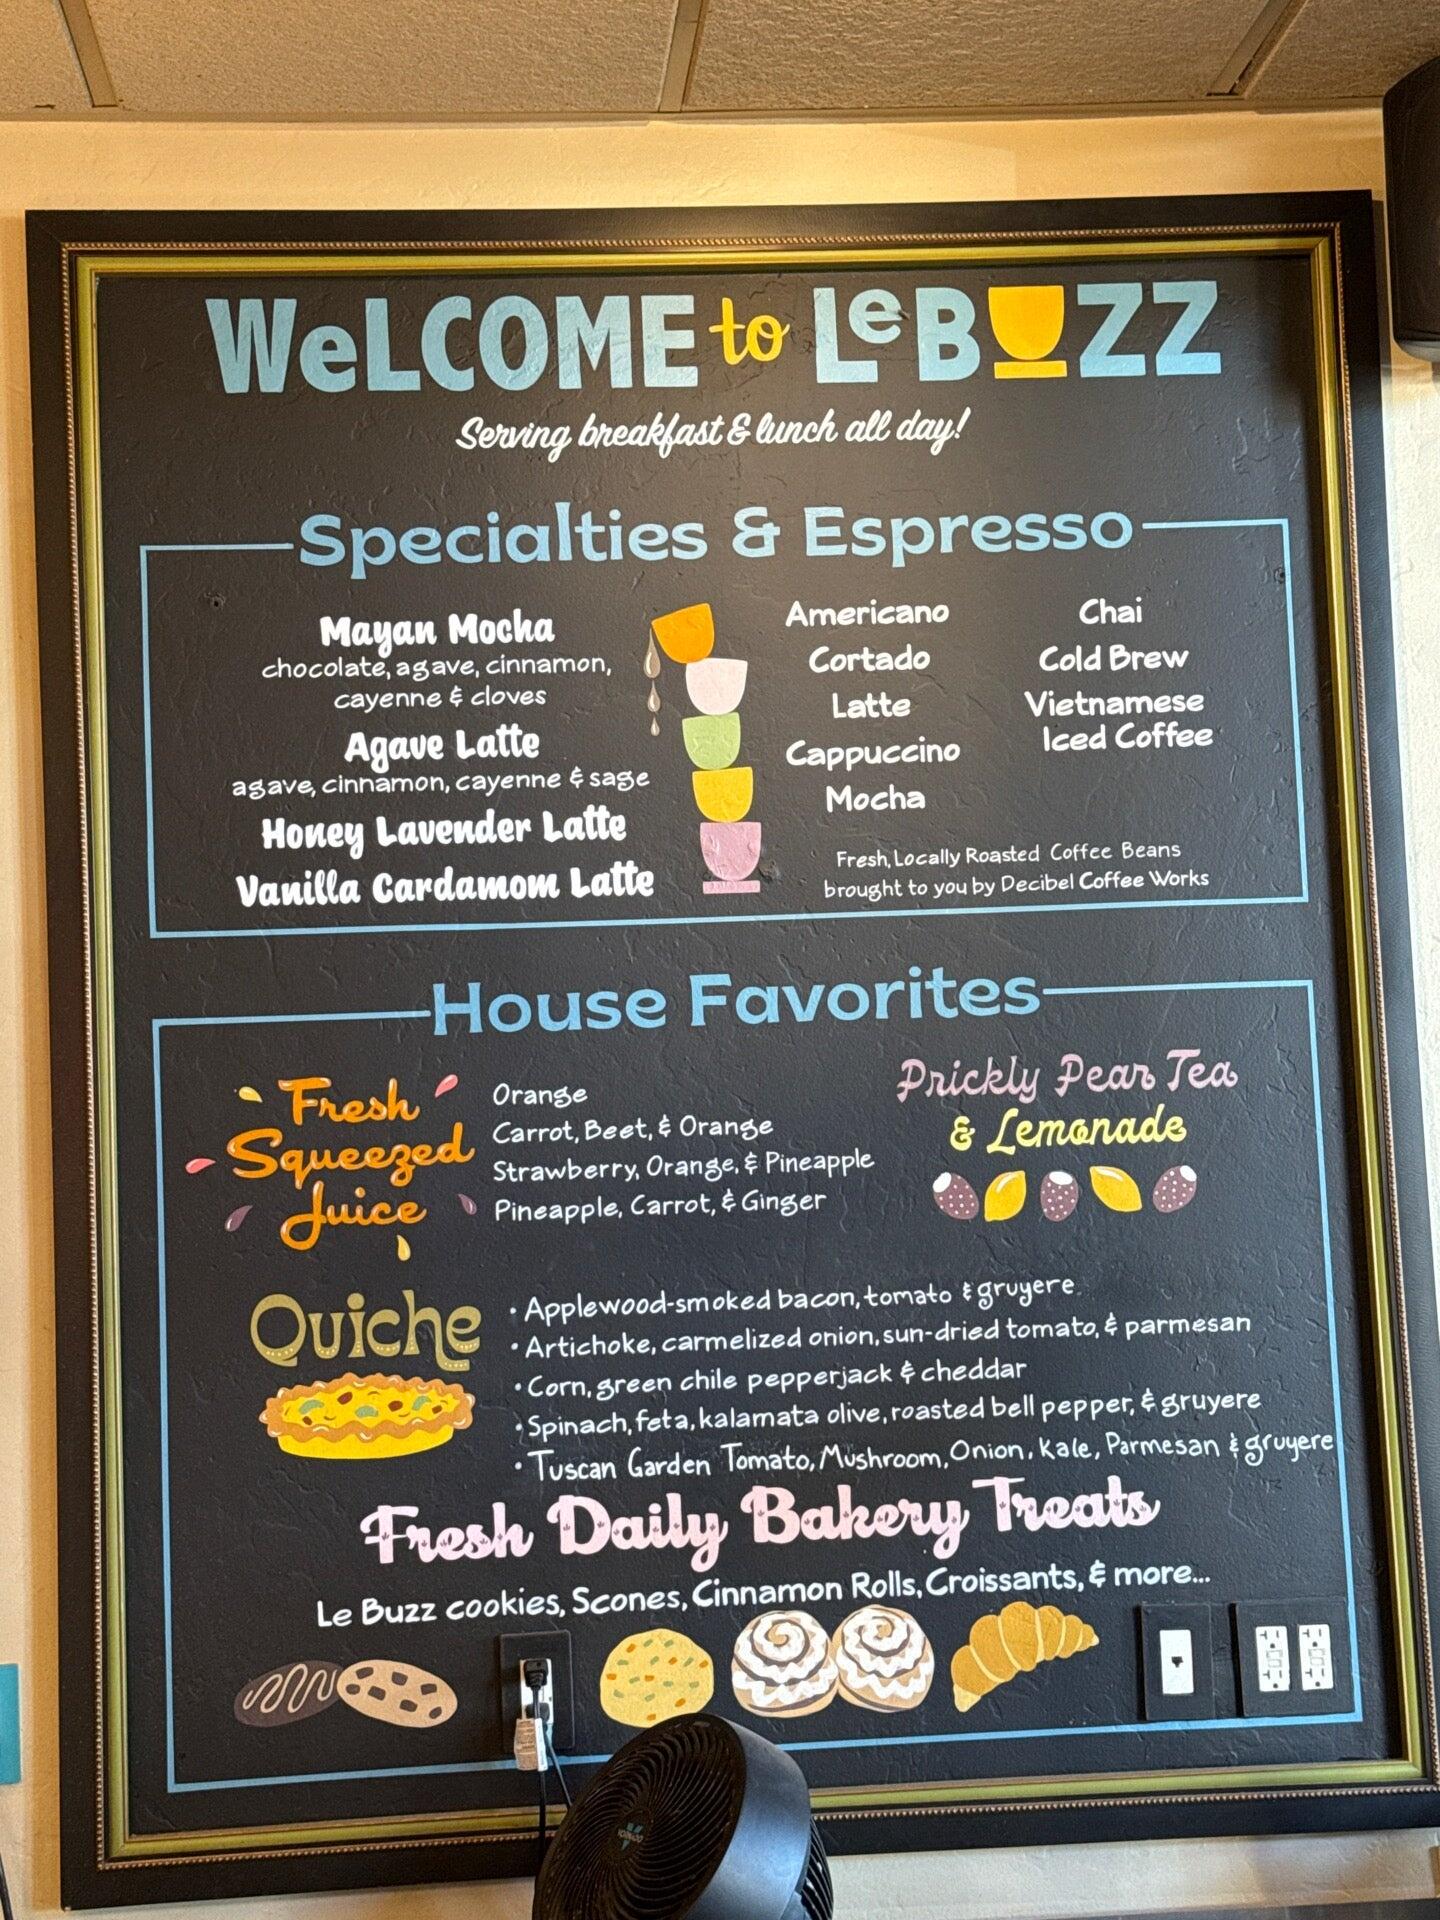 WeLCOME to LeBUZZ
Serving breakfast & lunch all day!
Specialties & Espresso
Mayan Mocha
chocolate, agave, cinnamon,
cayenne & cloves
Agave Latte
agave, cinnamon, cayenne & sage
Honey Lavender Latte
Vanilla Cardamom Latte
Americano
Cortado
Latte
Cappuccino
Mocha
Chai
Cold Brew
Vietnamese
Iced Coffee
Fresh, Locally Roasted Coffee Beans
brought to you by Decibel Coffee Works
House Favorites
Fresh
Squeezed
Juice
Orange
Carrot, Beet, & Orange
Strawberry, Orange, & Pineapple
Pineapple, Carrot, & Ginger
Prickly Pear Tea
& Lemonade
Quiche
• Applewood-smoked bacon, tomato & gruyere
• Artichoke, carmelized onion, sun-dried tomato, & parmesan
• Corn, green chile pepperjack & cheddar
• Spinach, feta, kalamata olive, roasted bell pepper, & gruyere
• Tuscan Garden Tomato, Mushroom, Onion, Kale, Parmesan & gruyere
Fresh Daily Bakery Treats
Le Buzz cookies, Scones, Cinnamon Rolls, Croissants, & more...
VORNADO